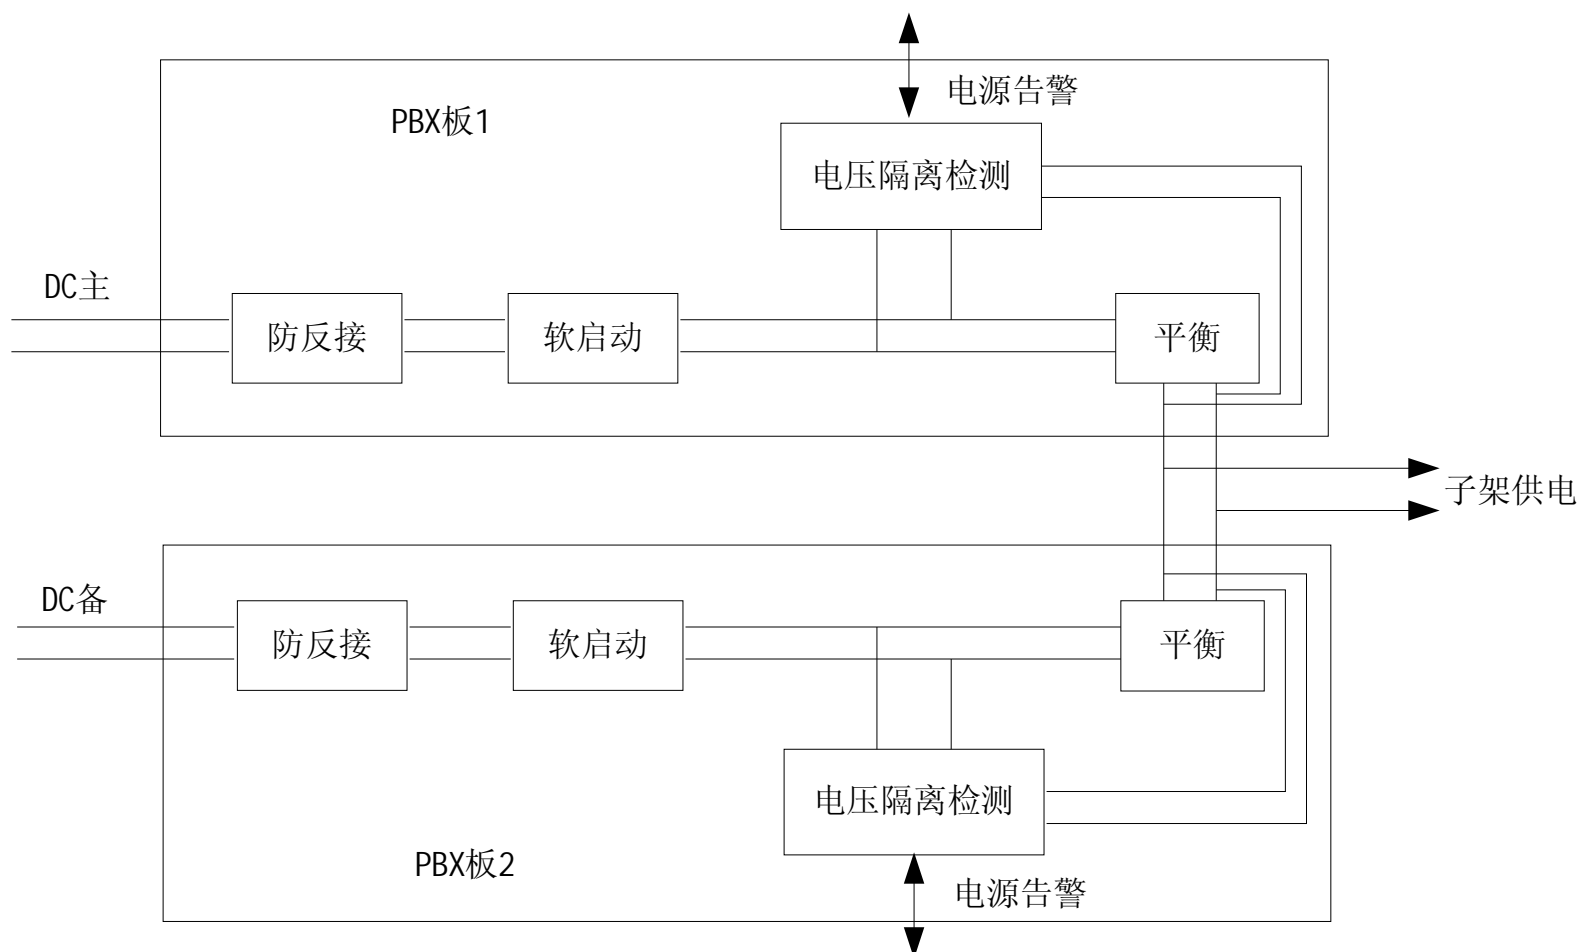 电源告警
PBX板1
电压隔离检测
DC主
防反接
软启动
平衡
子架供电
DC备
防反接
软启动
平衡
电压隔离检测
PBX板2
电源告警